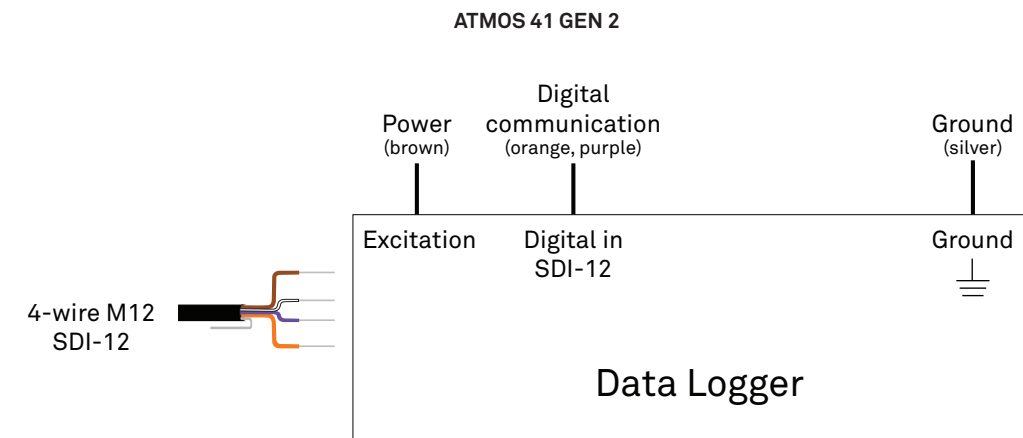 ATMOS 41 GEN 2
Digital
Power communication Ground
(brown) (orange, purple) (silver)
Excitation Digital in Ground
SDI-12
4-wire M12
SDI-12
Data Logger